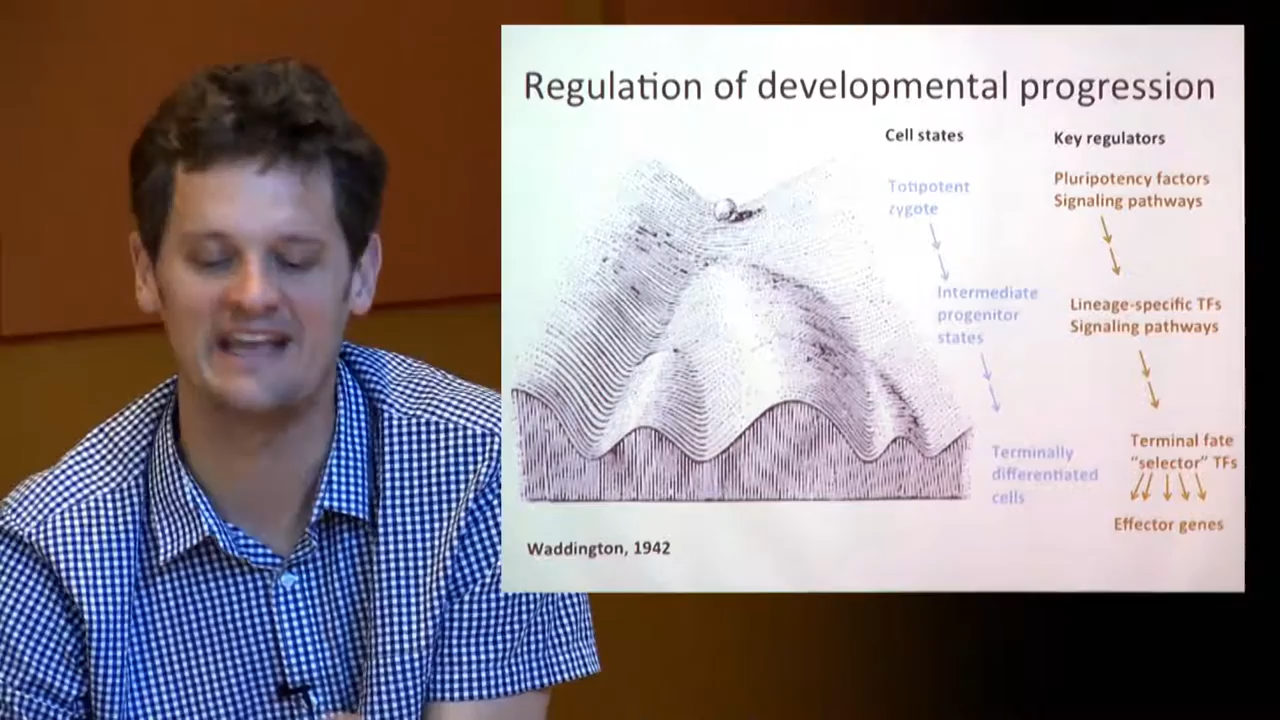 Regulation of developmental progression
Cell states
Key regulators
Totipotent
zygote
Pluripotency factors
Signaling pathways
Intermediate
progenitor
states
Lineage-specific TFs
Signaling pathways
Terminally
differentiated
cells
Terminal fate
“selector” TFs
Effector genes
Waddington, 1942